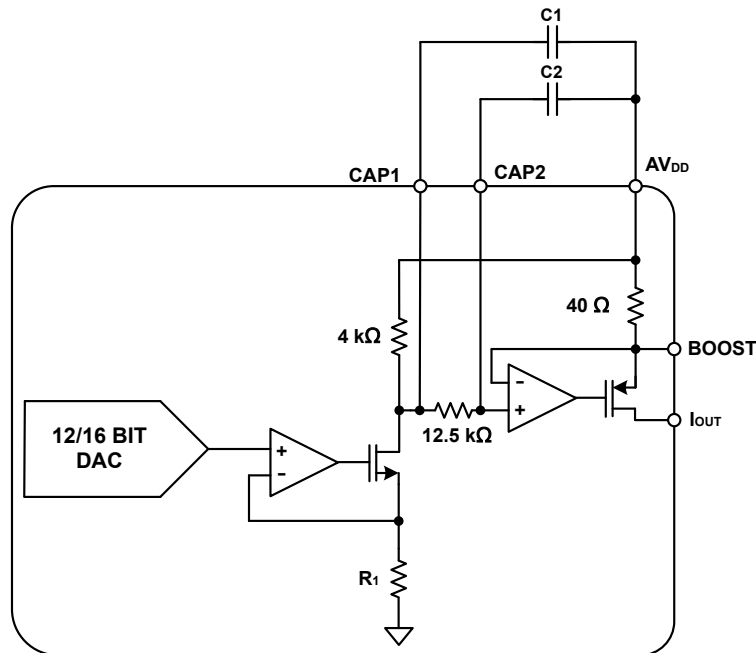 C1
C2
CAP1
CAP2
AVDD
40 Ω
4 kΩ
BOOST
-
+
12.5 kΩ
IOUT
12/16 BIT
DAC
+
-
R1